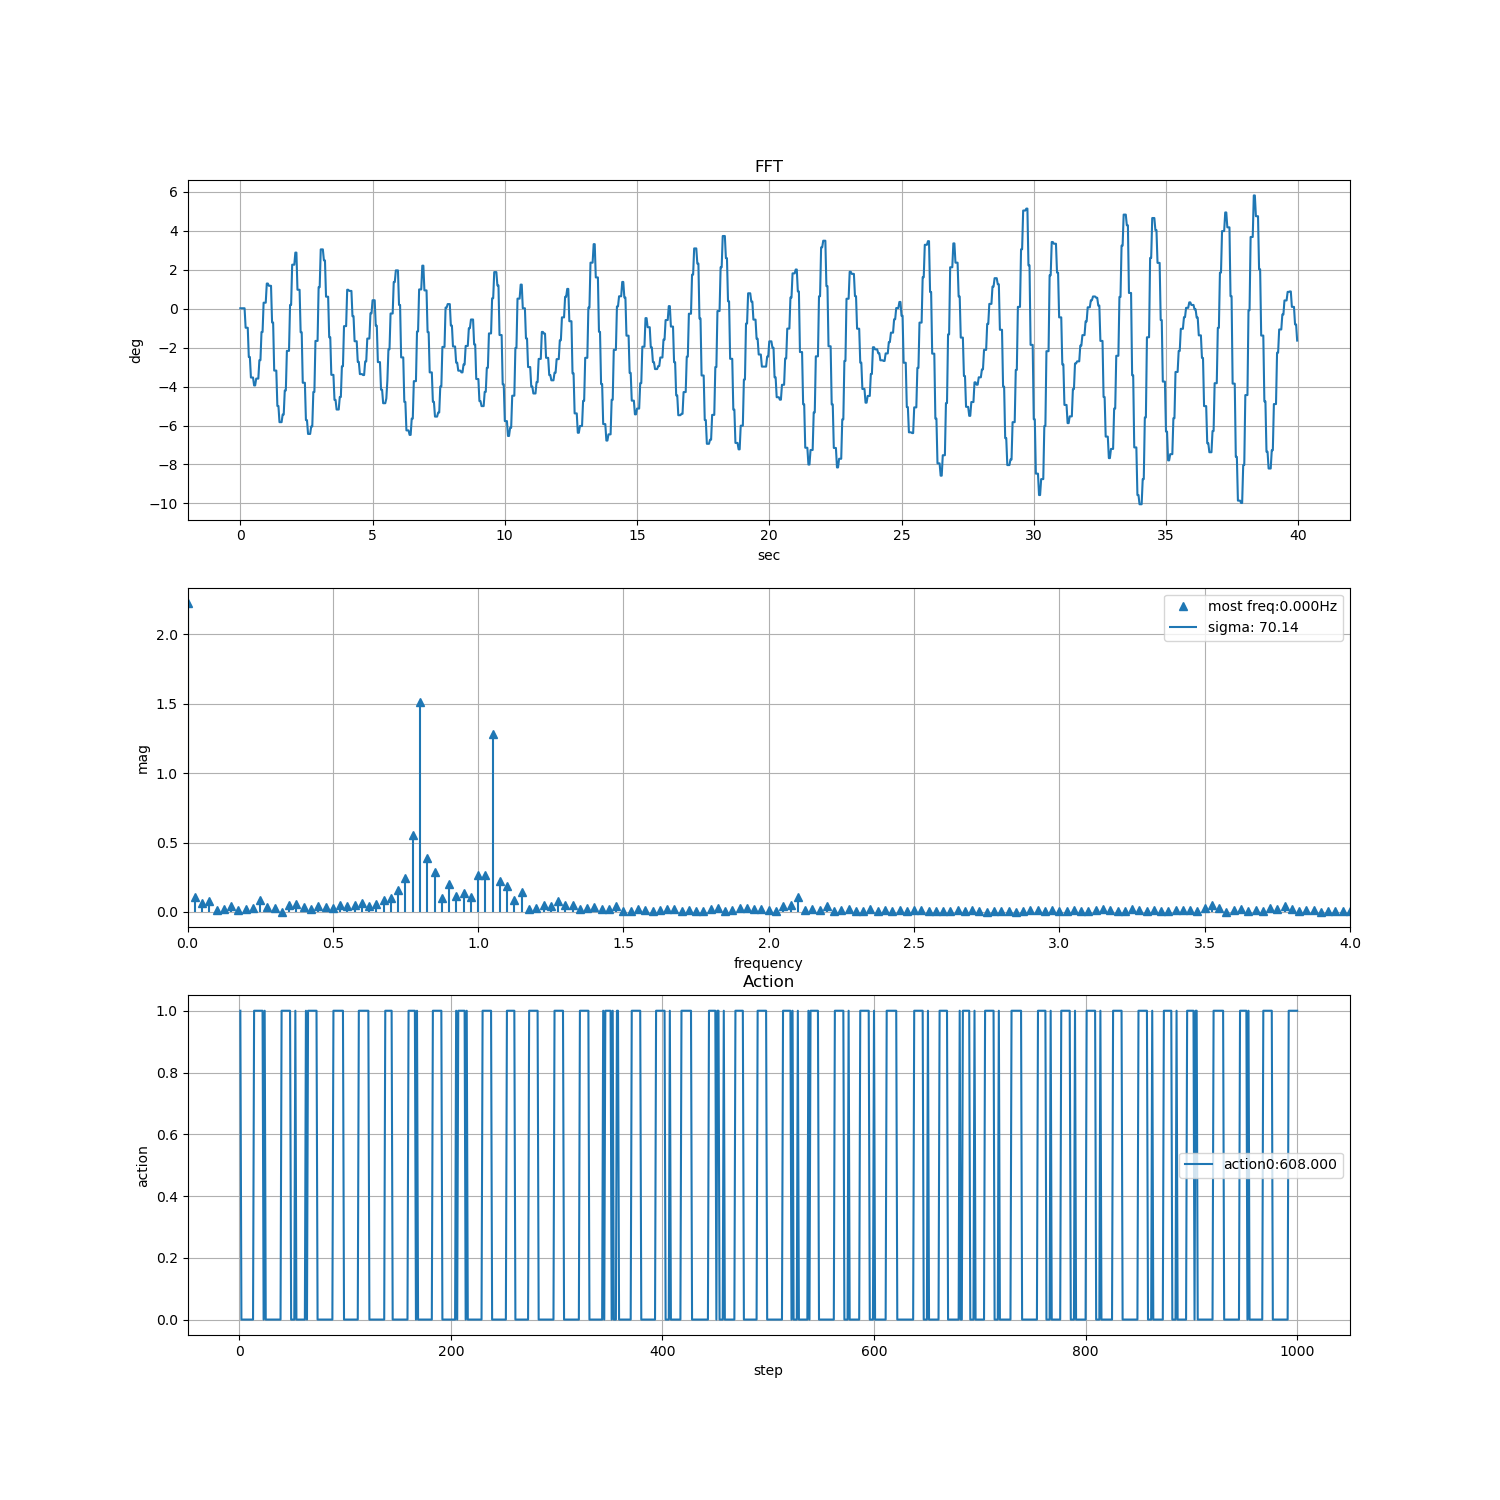 FFT
6
4
2
0
−2
−4
−6
−8
−10
deg
0 5 10 15 20 25 30 35 40
sec
most freq:0.000Hz
sigma: 70.14
2.0
1.5
1.0
0.5
0.0
mag
0.0 0.5 1.0 1.5 2.0 2.5 3.0 3.5 4.0
frequency
Action
1.0
0.8
0.6
0.4
0.2
0.0
action
action0:608.000
0 200 400 600 800 1000
step